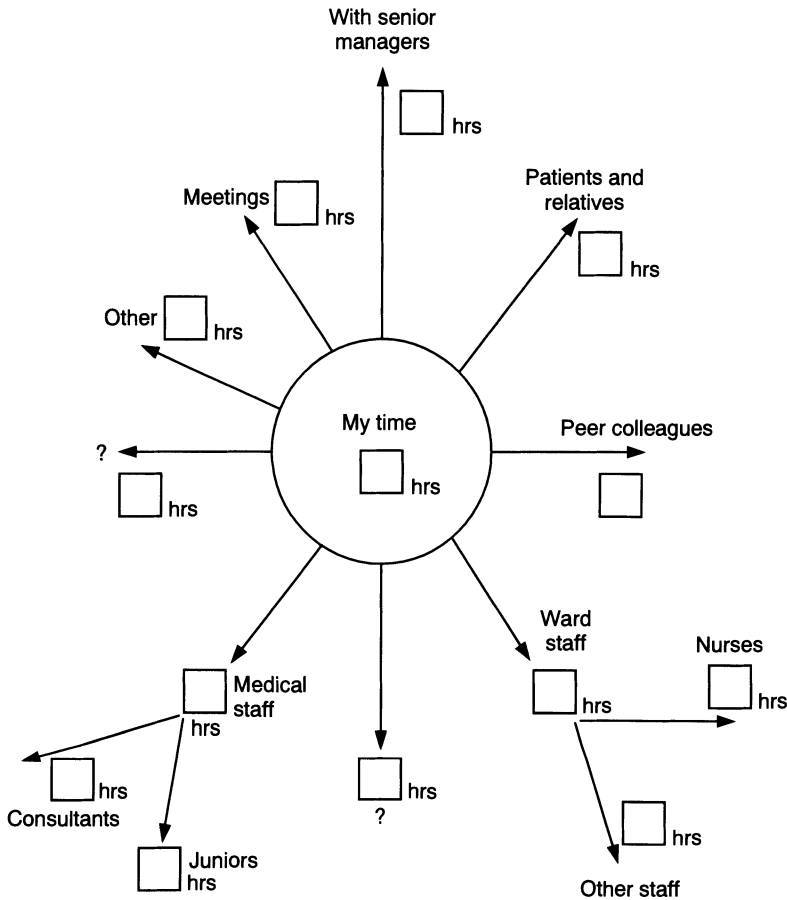 With senior
managers
hrs
Meetings
hrs
Patients and
relatives
hrs
Other
hrs
My time
hrs
Peer colleagues
?
hrs
Ward
staff
hrs
Nurses
hrs
Medical
staff
hrs
hrs
Consultants
hrs
?
hrs
Other staff
Juniors
hrs